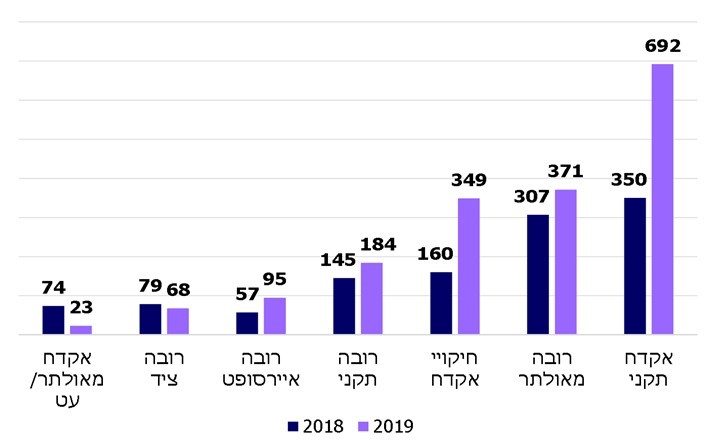 692
371
349
350
307
184
160
145
95
57
79
68
74
23
אקדח
תקני
רובה
מאולתר
חיקויי
אקדח
רובה
תקני
רובה
איירסופט
רובה
ציד
אקדח
מאולתר/
עט
2018 2019